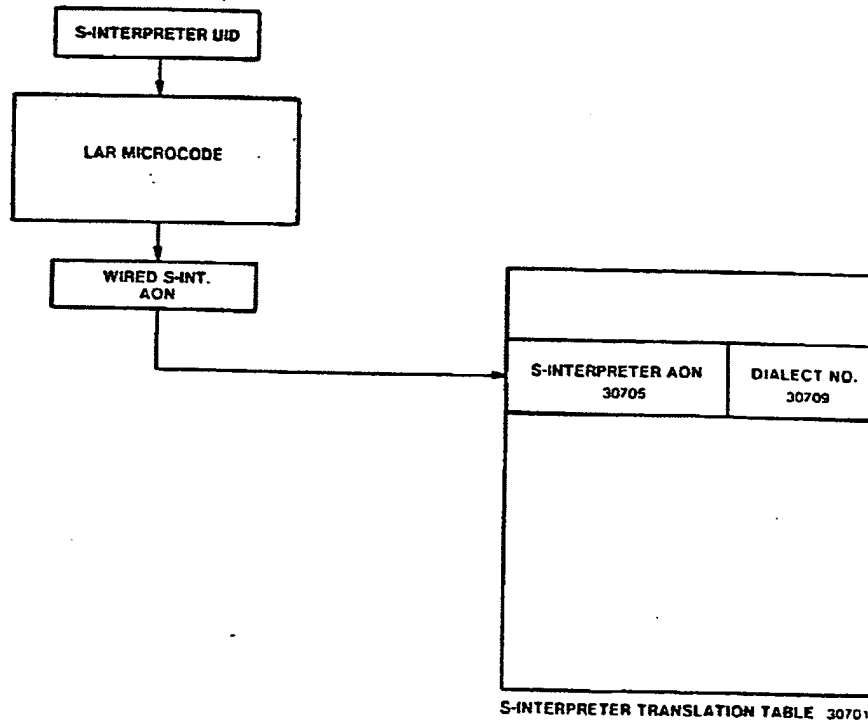 S-INTERPRETER UID
LAR MICROCODE
WIRED S-INT.
AON
S-INTERPRETER AON
30705
DIALECT NO.
30709
S-INTERPRETER TRANSLATION TABLE 30701